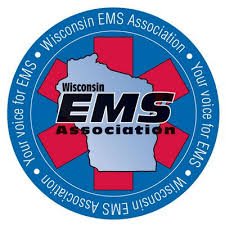 • Wisconsin EMS Association •
Your voice for EMS
• Wisconsin EMS Association •
Your voice for EMS
Wisconsin
EMS
Association